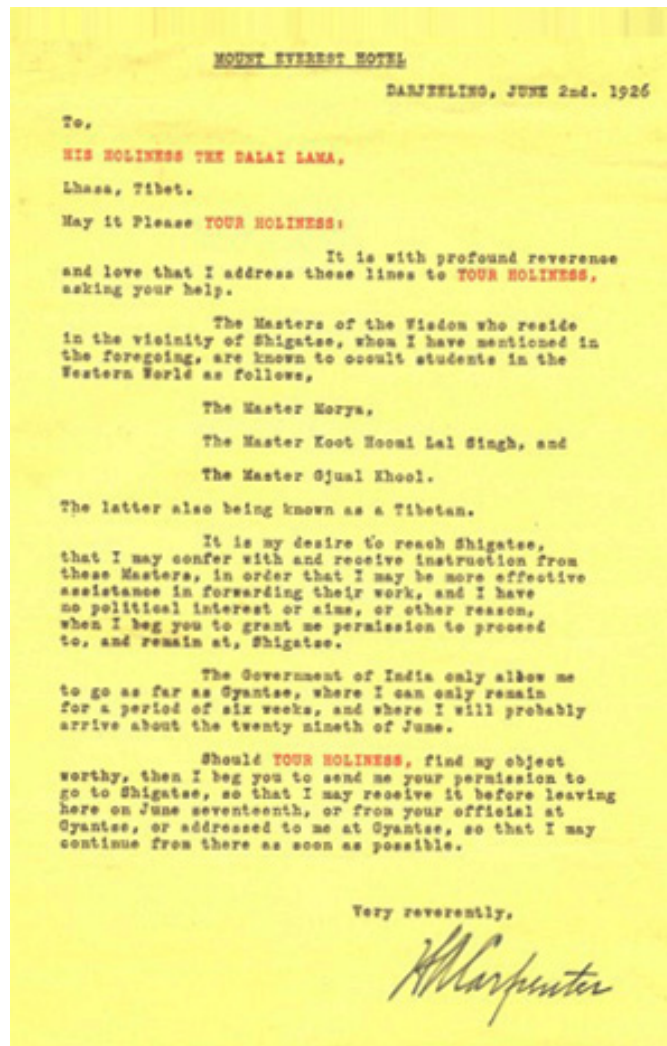 MOUNT EVEREST HOTEL
DARJEELING, JUNE 2nd. 1926
To,
HIS HOLINESS THE DALAI LAMA,
Lhasa, Tibet.
May it Please YOUR HOLINESS:
It is with profound reverence
and love that I address these lines to YOUR HOLINESS,
asking your help.
The Masters of the Wisdom who reside
in the vicinity of Shigatse, whom I have mentioned in
the foregoing, are known to occult students in the
Western World as follows,
The Master Morya,
The Master Koot Hoomi Lal Singh, and
The Master Gjual Khool.
The latter also being known as a Tibetan.
It is my desire to reach Shigatse,
that I may confer with and receive instruction from
these Masters, in order that I may be more effective
assistance in forwarding their work, and I have
no political interest or aims, or other reason,
when I beg you to grant me permission to proceed
to, and remain at, Shigatse.
The Government of India only allow me
to go as far as Gyantse, where I can only remain
for a period of six weeks, and where I will probably
arrive about the twenty nineth of June.
Should YOUR HOLINESS, find my object
worthy, then I beg you to send me your permission to
go to Shigatse, so that I may receive it before leaving
here on June seventeenth, or from your official at
Gyantse, or addressed to me at Gyantse, so that I may
continue from there as soon as possible.
Very reverently,
HACarpenter